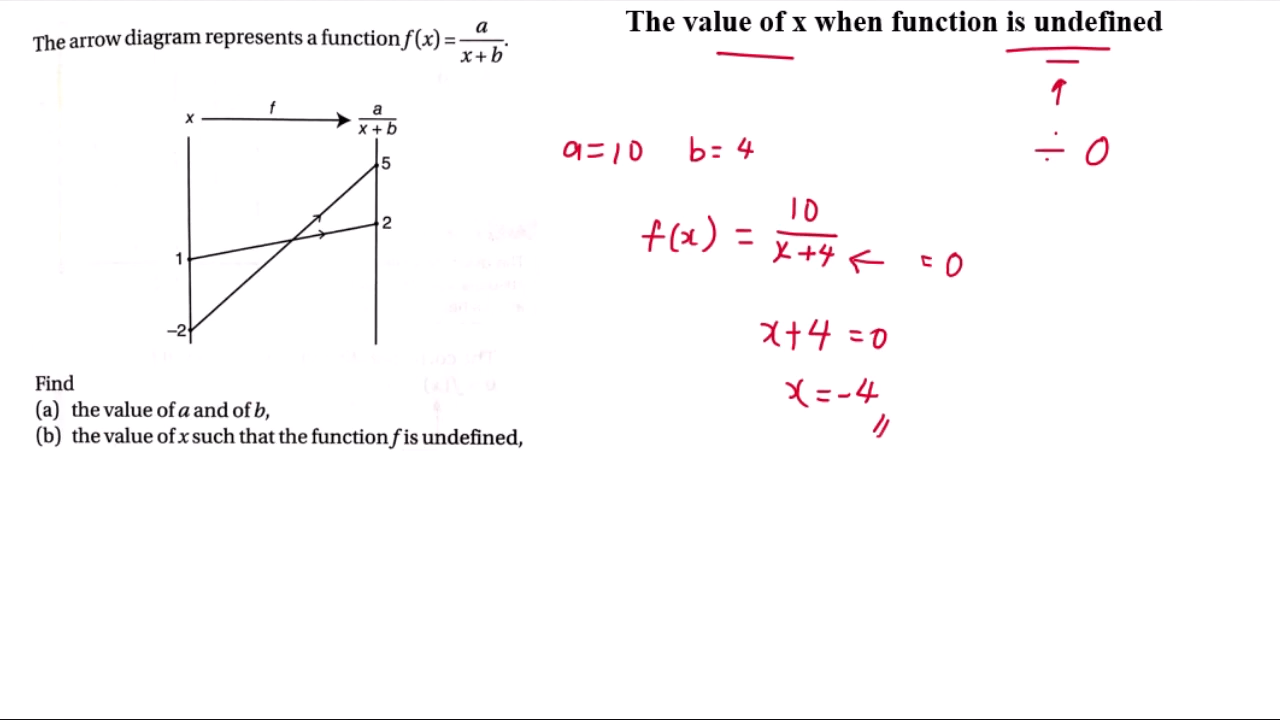 The value of x when function is undefined
The arrow diagram represents a function f(x) = a/(x + b).
x f a/(x + b)
5
2
1
–2
Find
(a) the value of a and of b,
(b) the value of x such that the function f is undefined,
÷ 0
a=10 b=4
f(x) = 10/(x+4) ← = 0
x+4 =0
x=-4